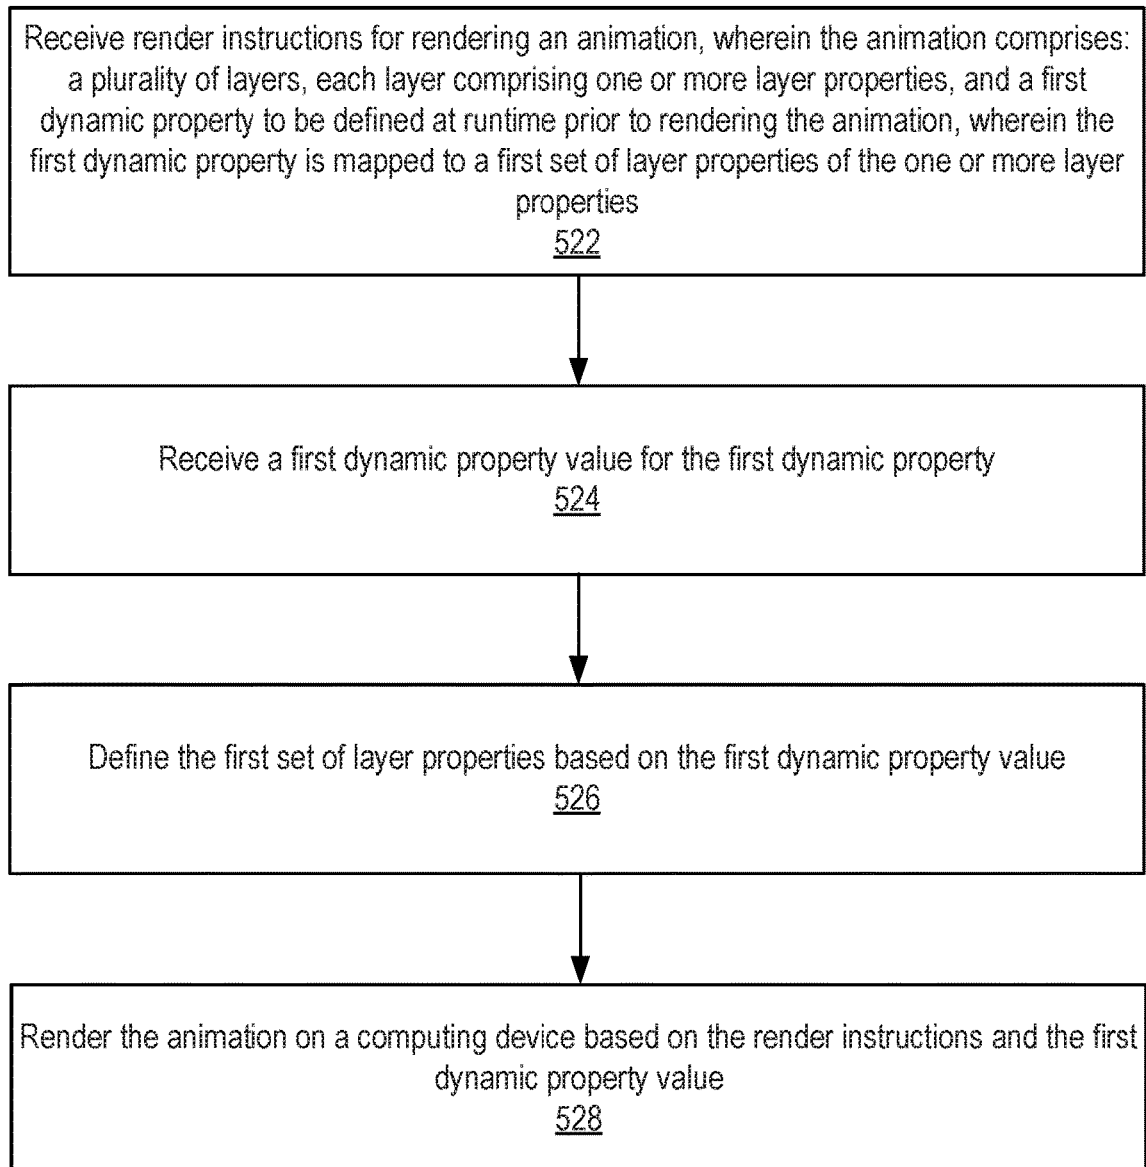 Receive render instructions for rendering an animation, wherein the animation comprises:
a plurality of layers, each layer comprising one or more layer properties, and a first
dynamic property to be defined at runtime prior to rendering the animation, wherein the
first dynamic property is mapped to a first set of layer properties of the one or more layer
properties
522
Receive a first dynamic property value for the first dynamic property
524
Define the first set of layer properties based on the first dynamic property value
526
Render the animation on a computing device based on the render instructions and the first
dynamic property value
528